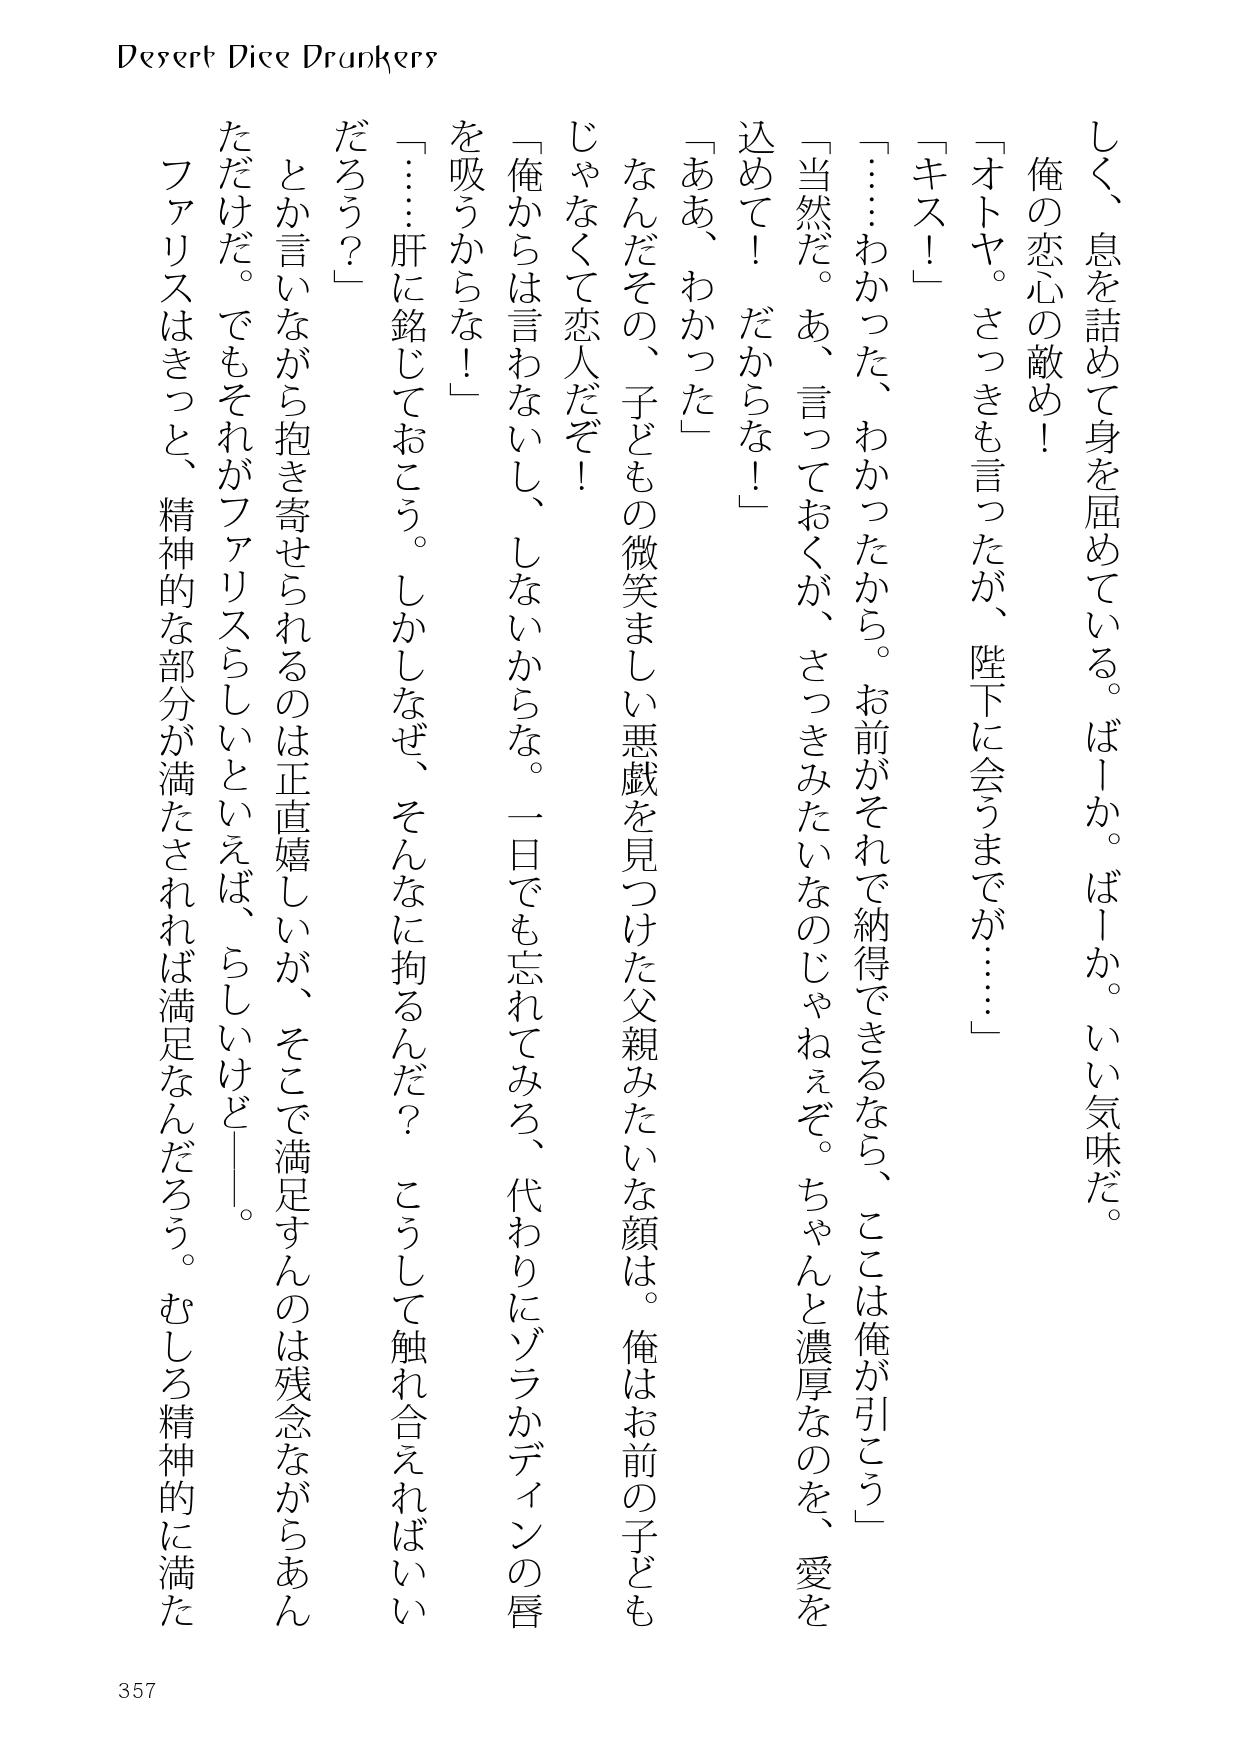 Desert Dice Drunkers
しく、息を詰めて身を屈めている。ばーか。ばーか。いい気味だ。
　俺の恋心の敵め！
「オトヤ。さっきも言ったが、陛下に会うまでが……」
「キス！」
「……わかった、わかったから。お前がそれで納得できるなら、ここは俺が引こう」
「当然だ。あ、言っておくが、さっきみたいなのじゃねぇぞ。ちゃんと濃厚なのを、愛を
込めて！　だからな！」
「ああ、わかった」
　なんだその、子どもの微笑ましい悪戯を見つけた父親みたいな顔は。俺はお前の子ども
じゃなくて恋人だぞ！
「俺からは言わないし、しないからな。一日でも忘れてみろ、代わりにゾラかディンの唇
を吸うからな！」
「……肝に銘じておこう。しかしなぜ、そんなに拘るんだ？　こうして触れ合えればいい
だろう？」
　とか言いながら抱き寄せられるのは正直嬉しいが、そこで満足すんのは残念ながらあん
ただけだ。でもそれがファリスらしいといえば、らしいけど――。
　ファリスはきっと、精神的な部分が満たされれば満足なんだろう。むしろ精神的に満た
357